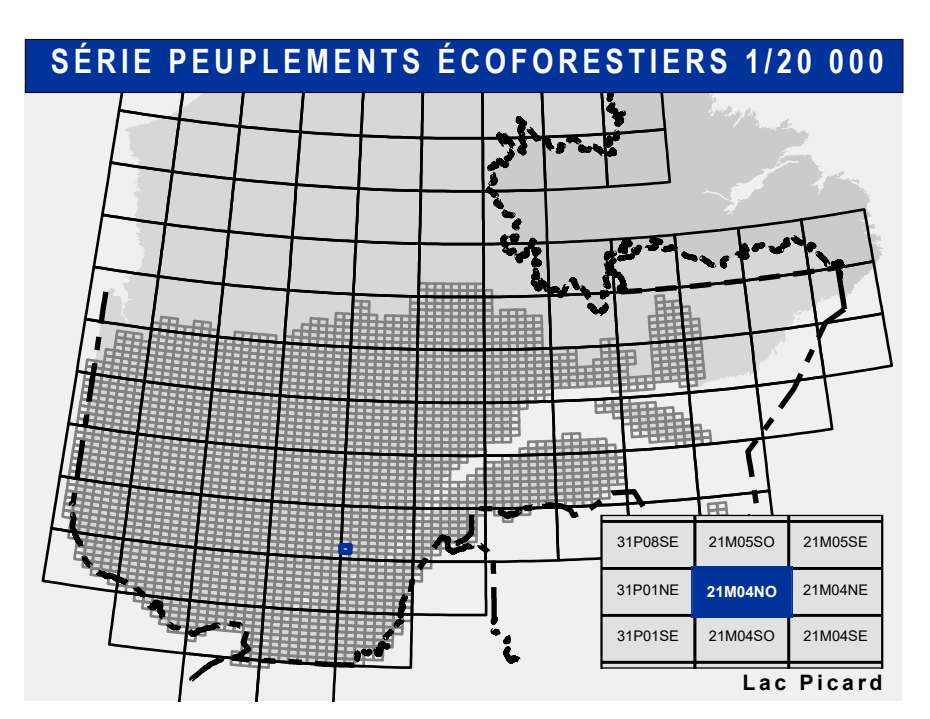 SÉRIE PEUPLEMENTS ÉCOFORESTIERS 1/20 000
31P08SE 21M05SO 21M05SE
31P01NE 21M04NO 21M04NE
31P01SE 21M04SO 21M04SE
Lac Picard